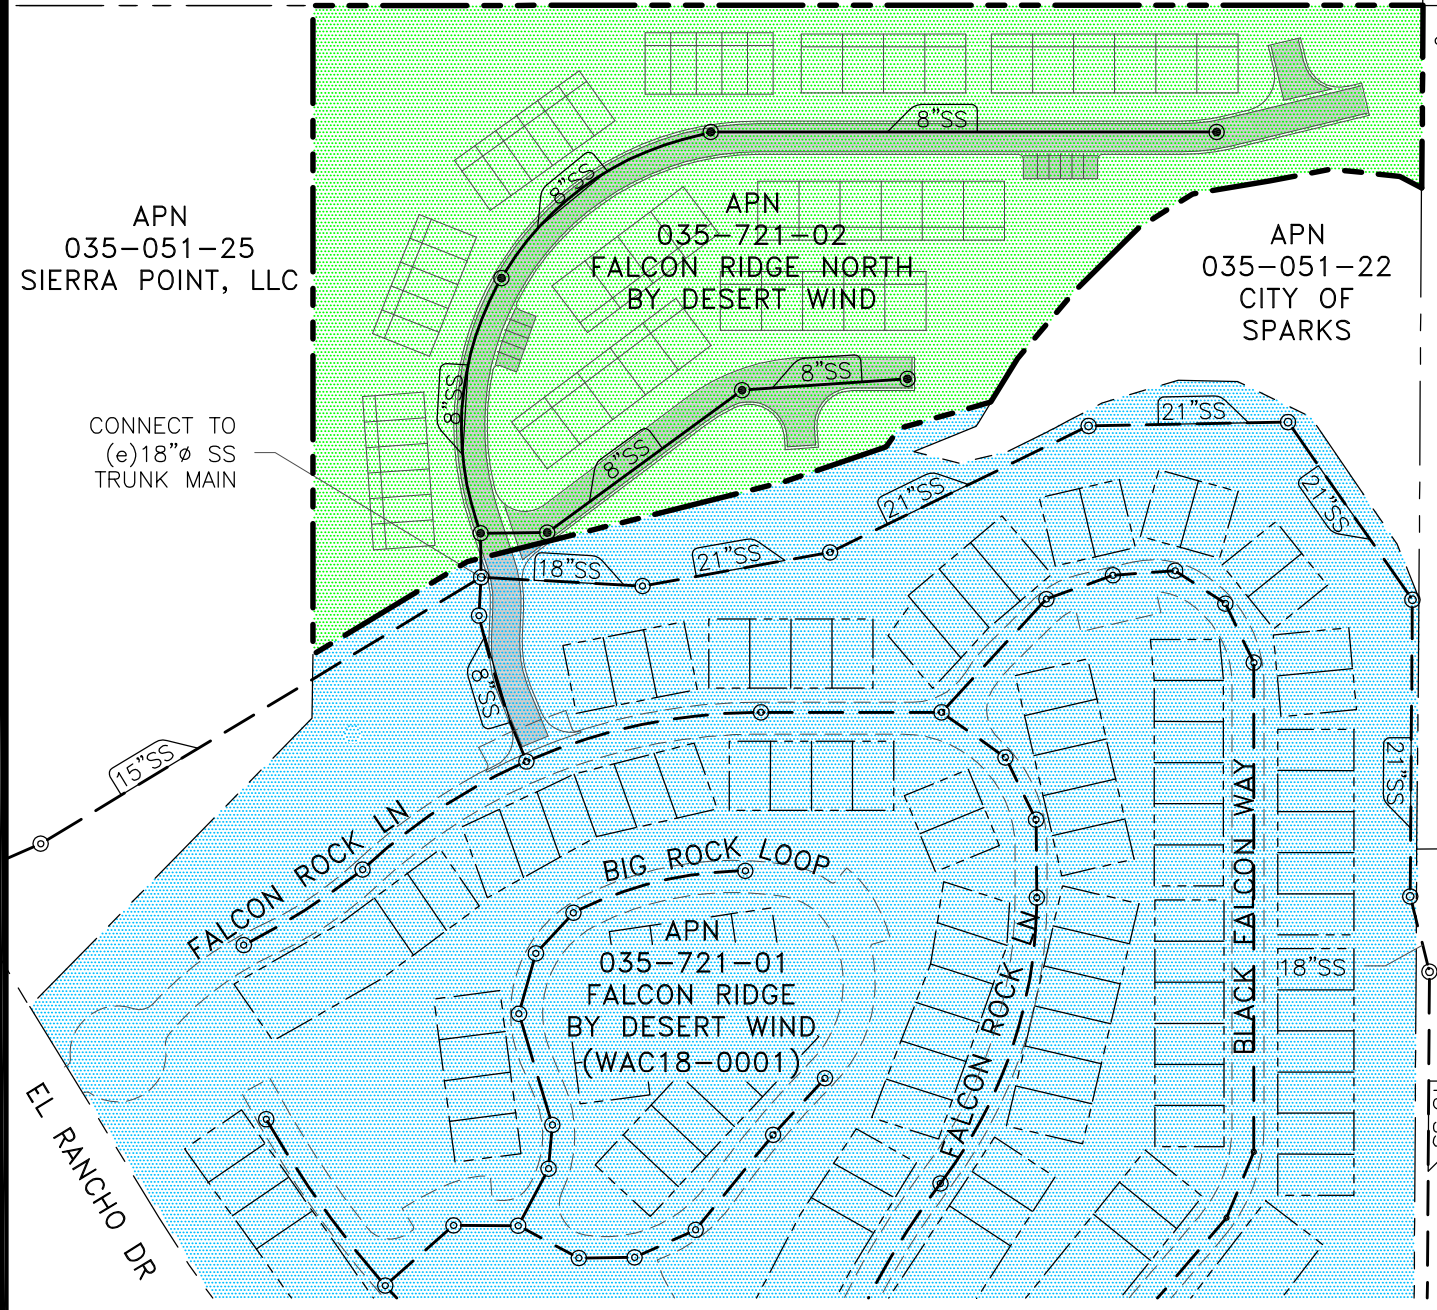 8"SS
8"SS
APN
035-051-25
SIERRA POINT, LLC
APN
035-721-02
FALCON RIDGE NORTH
BY DESERT WIND
APN
035-051-22
CITY OF
SPARKS
8"SS
8"SS
CONNECT TO
(e)18"ø SS
TRUNK MAIN
8"SS
21"SS
21"SS
21"SS
18"SS
21"SS
8"SS
15"SS
21"SS
FALCON ROCK LN
BIG ROCK LOOP
BLACK FALCON WAY
APN
035-721-01
FALCON RIDGE
BY DESERT WIND
(WAC18-0001)
18"SS
FALCON ROCK LN
EL RANCHO DR